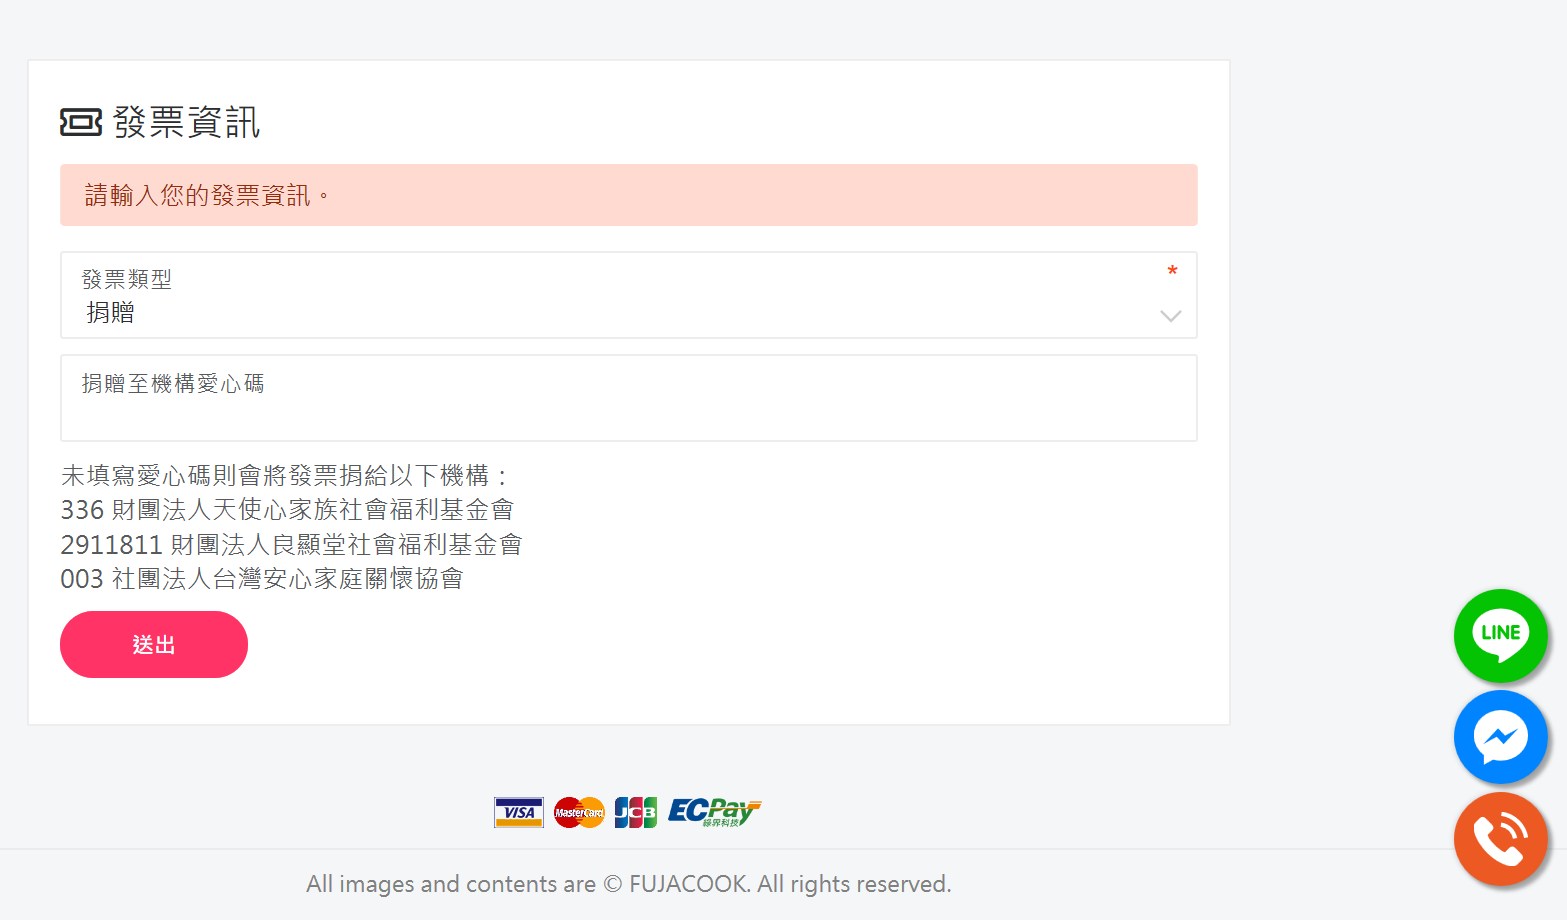 發票資訊
請輸入您的發票資訊。
發票類型
*
捐贈
捐贈至機構愛心碼
未填寫愛心碼則會將發票捐給以下機構：
336 財團法人天使心家族社會福利基金會
2911811 財團法人良顯堂社會福利基金會
003 社團法人台灣安心家庭關懷協會
送出
LINE
VISA MasterCard JCB ECPay 綠界科技
All images and contents are © FUJACOOK. All rights reserved.